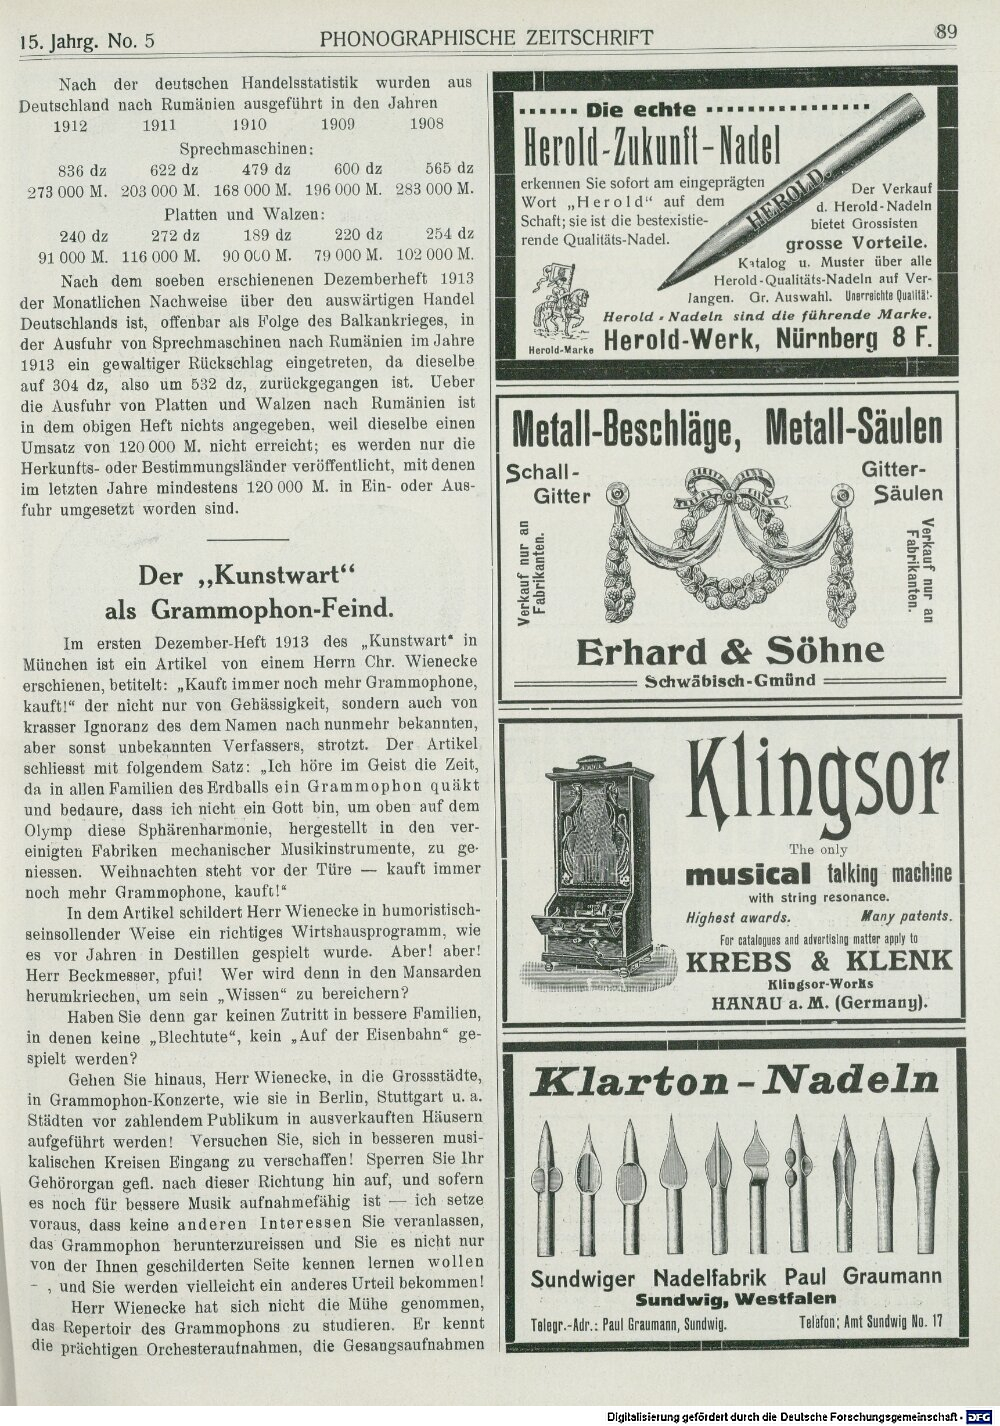 15. Jahrg. No. 5
PHONOGRAPHISCHE ZEITSCHRIFT
89
Nach der deutschen Handelsstatistik wurden aus
Deutschland nach Rumänien ausgeführt in den Jahren
1912 1911 1910 1909 1908
Sprechmaschinen:
836 dz 622 dz 479 dz 600 dz 565 dz
273 000 M. 203 000 M. 168 000 M. 196 000 M. 283 000 M.
Platten und Walzen:
240 dz 272 dz 189 dz 220 dz 254 dz
91 000 M. 116 000 M. 90 000 M. 79 000 M. 102 000 M.
Nach dem soeben erschienenen Dezemberheft 1913
der Monatlichen Nachweise über den auswärtigen Handel
Deutschlands ist, offenbar als Folge des Balkankrieges, in
der Ausfuhr von Sprechmaschinen nach Rumänien im Jahre
1913 ein gewaltiger Rückschlag eingetreten, da dieselbe
auf 304 dz, also um 532 dz, zurückgegangen ist. Ueber
die Ausfuhr von Platten und Walzen nach Rumänien ist
in dem obigen Heft nichts angegeben, weil dieselbe einen
Umsatz von 120 000 M. nicht erreicht; es werden nur die
Herkunfts- oder Bestimmungsländer veröffentlicht, mit denen
im letzten Jahre mindestens 120 000 M. in Ein- oder Aus-
fuhr umgesetzt worden sind.
Der „Kunstwart“
als Grammophon-Feind.
Im ersten Dezember-Heft 1913 des „Kunstwart“ in
München ist ein Artikel von einem Herrn Chr. Wienecke
erschienen, betitelt: „Kauft immer noch mehr Grammophone,
kauft!“ der nicht nur von Gehässigkeit, sondern auch von
krasser Ignoranz des dem Namen nach nunmehr bekannten,
aber sonst unbekannten Verfassers, strotzt. Der Artikel
schliesst mit folgendem Satz: „Ich höre im Geist die Zeit,
da in allen Familien des Erdballs ein Grammophon quäkt
und bedaure, dass ich nicht ein Gott bin, um oben auf dem
Olymp diese Sphärenharmonie, hergestellt in den ver-
einigten Fabriken mechanischer Musikinstrumente, zu ge-
niessen. Weihnachten steht vor der Türe — kauft immer
noch mehr Grammophone, kauft!“
In dem Artikel schildert Herr Wienecke in humoristisch-
seinsollender Weise ein richtiges Wirtshausprogramm, wie
es vor Jahren in Destillen gespielt wurde. Aber! aber!
Herr Beckmesser, pfui! Wer wird denn in den Mansarden
herumkriechen, um sein „Wissen“ zu bereichern?
Haben Sie denn gar keinen Zutritt in bessere Familien,
in denen keine „Blechtute“, kein „Auf der Eisenbahn“ ge-
spielt werden?
Gehen Sie hinaus, Herr Wienecke, in die Grossstädte,
in Grammophon-Konzerte, wie sie in Berlin, Stuttgart u. a.
Städten vor zahlendem Publikum in ausverkauften Häusern
aufgeführt werden! Versuchen Sie, sich in besseren musi-
kalischen Kreisen Eingang zu verschaffen! Sperren Sie Ihr
Gehörorgan gefl. nach dieser Richtung hin auf, und sofern
es noch für bessere Musik aufnahmefähig ist — ich setze
voraus, dass keine anderen Interessen Sie veranlassen,
das Grammophon herunterzureissen und Sie es nicht nur
von der Ihnen geschilderten Seite kennen lernen wollen
– , und Sie werden vielleicht ein anderes Urteil bekommen!
Herr Wienecke hat sich nicht die Mühe genommen,
das Repertoir des Grammophons zu studieren. Er kennt
die prächtigen Orchesteraufnahmen, die Gesangsaufnahmen
Die echte
Herold-Zukunft-Nadel
erkennen Sie sofort am eingeprägten
Wort „Herold“ auf dem
Schaft; sie ist die bestexistie-
rende Qualitäts-Nadel.
HEROLD.
Der Verkauf
d. Herold-Nadeln
bietet Grossisten
grosse Vorteile.
Katalog u. Muster über alle
Herold-Qualitäts-Nadeln auf Ver-
langen. Gr. Auswahl. Unerreichte Qualität.
Herold-Nadeln sind die führende Marke.
Herold-Marke
Herold-Werk, Nürnberg 8 F.
Metall-Beschläge, Metall-Säulen
Schall-
Gitter
Gitter-
Säulen
Verkauf nur an
Fabrikanten.
Verkauf nur an
Fabrikanten.
Erhard & Söhne
Schwäbisch-Gmünd
Klingsor
The only
musical talking machine
with string resonance.
Highest awards. Many patents.
For catalogues and advertising matter apply to
KREBS & KLENK
Klingsor-Works
HANAU a. M. (Germany).
Klarton-Nadeln
Sundwiger Nadelfabrik Paul Graumann
Sundwig, Westfalen
Telegr.-Adr.: Paul Graumann, Sundwig.
Telefon: Amt Sundwig No. 17
Digitalisierung gefördert durch die Deutsche Forschungsgemeinschaft - DFG